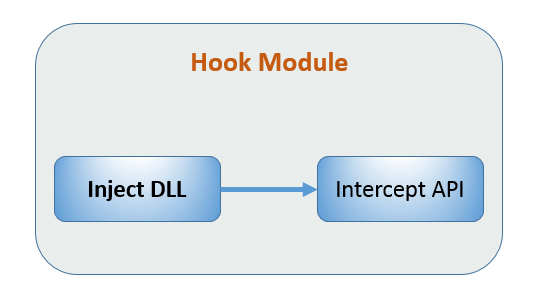 Hook Module
Inject DLL
Intercept API